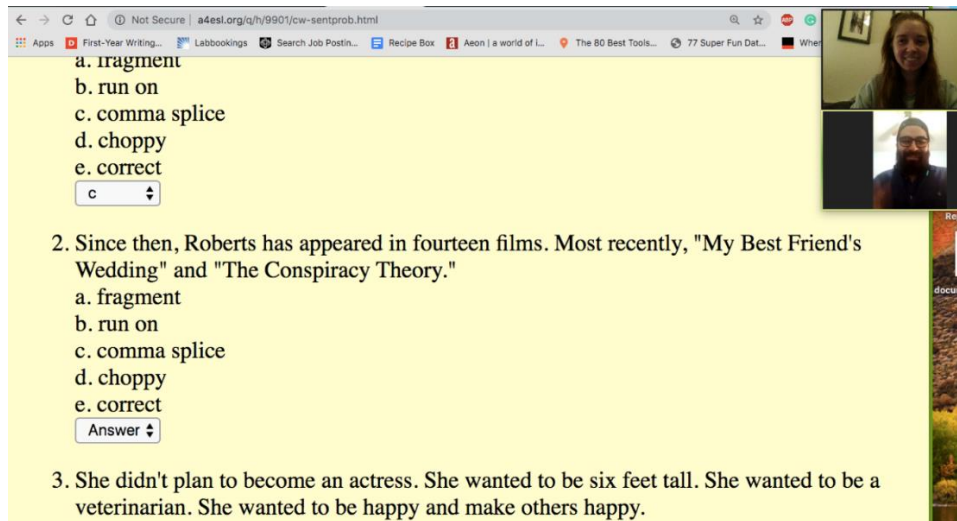 Not Secure | a4esl.org/q/h/9901/cw-sentprob.html
Apps First-Year Writing... Labbookings Search Job Postin... Recipe Box Aeon | a world of i... The 80 Best Tools... 77 Super Fun Dat... Wher
a. fragment
b. run on
c. comma splice
d. choppy
e. correct
c
2. Since then, Roberts has appeared in fourteen films. Most recently, "My Best Friend's
Wedding" and "The Conspiracy Theory."
a. fragment
b. run on
c. comma splice
d. choppy
e. correct
Answer
3. She didn't plan to become an actress. She wanted to be six feet tall. She wanted to be a
veterinarian. She wanted to be happy and make others happy.
Re
docu